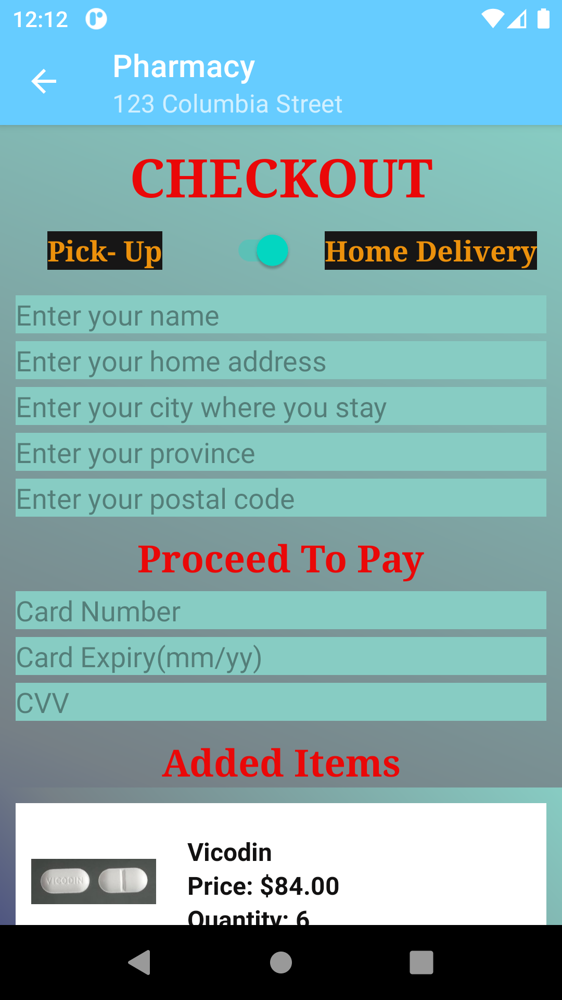 12:12
Pharmacy
123 Columbia Street
CHECKOUT
Pick- Up
Home Delivery
Enter your name
Enter your home address
Enter your city where you stay
Enter your province
Enter your postal code
Proceed To Pay
Card Number
Card Expiry(mm/yy)
CVV
Added Items
Vicodin
VICODIN
Price: $84.00
Quantity: 6